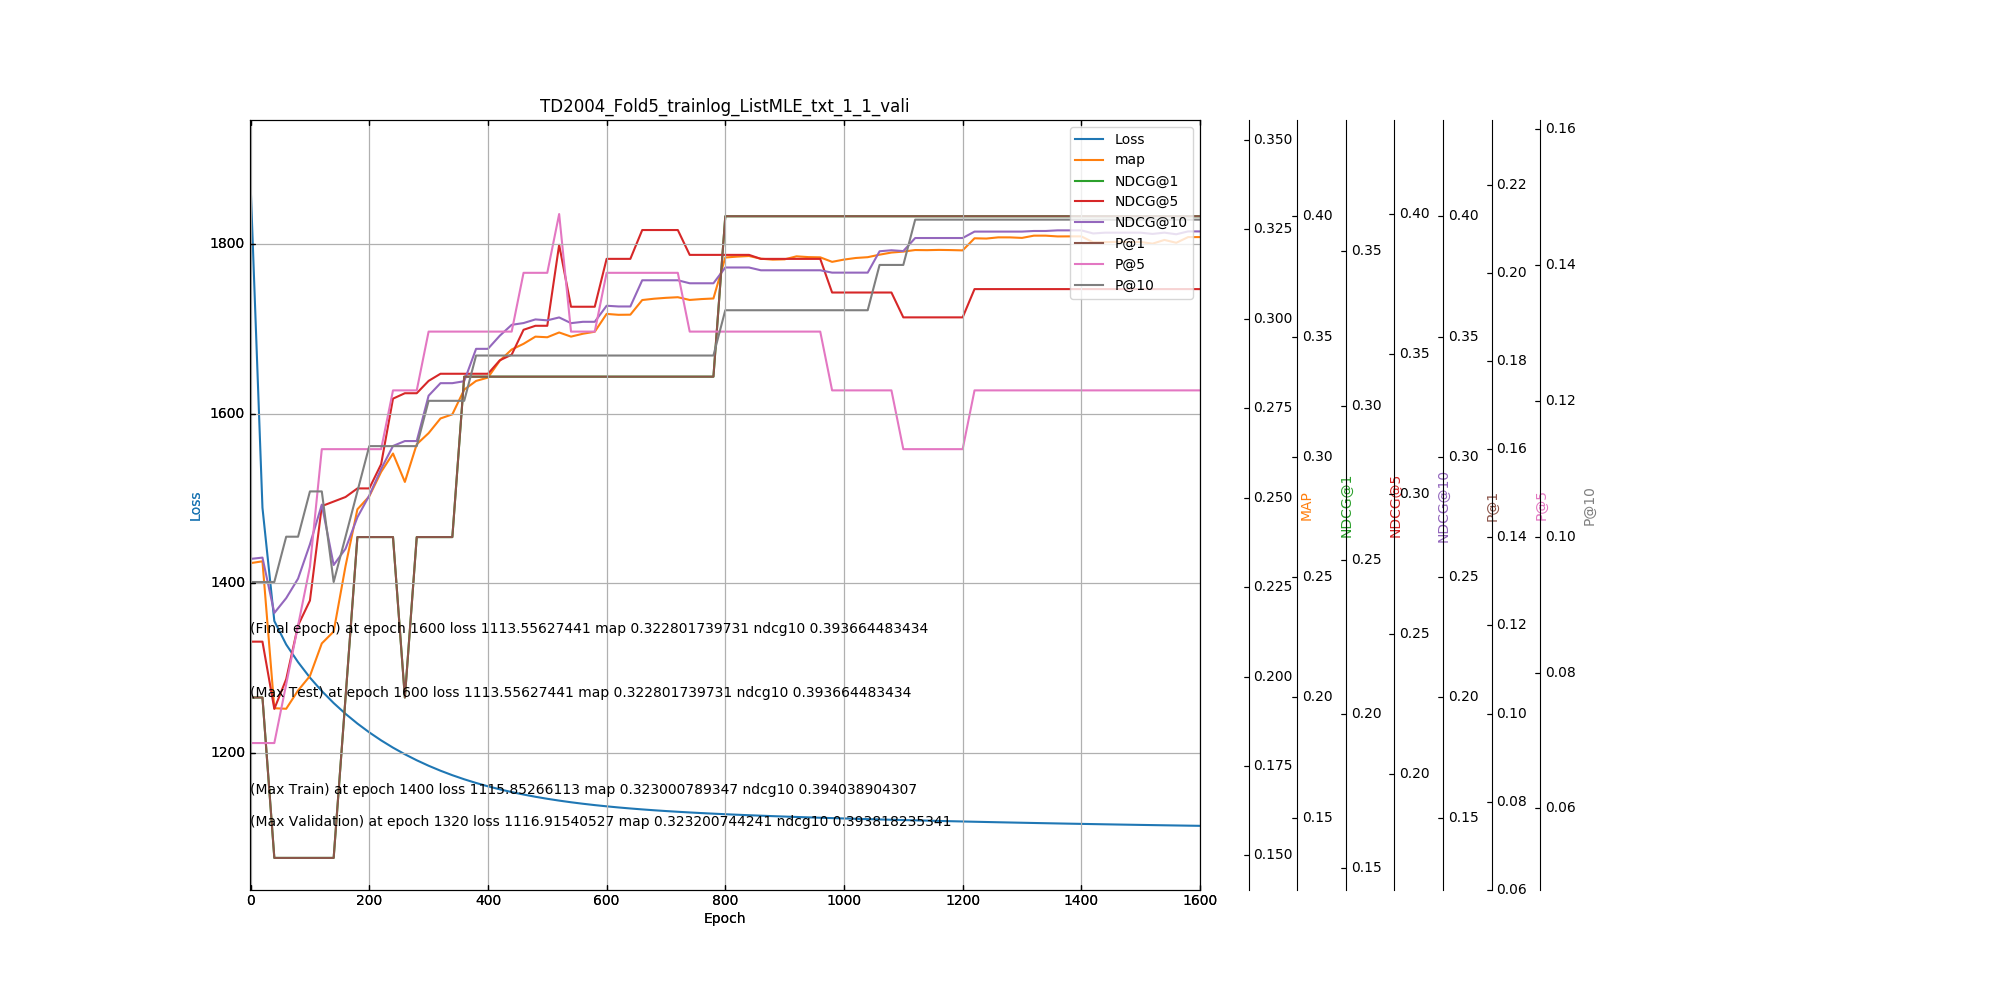 TD2004_Fold5_trainlog_ListMLE_txt_1_1_vali
Loss
map
NDCG@1
NDCG@5
NDCG@10
P@1
P@5
P@10
1800
1600
1400
1200
Loss
(Final epoch) at epoch 1600 loss 1113.55627441 map 0.322801739731 ndcg10 0.393664483434
(Max Test) at epoch 1600 loss 1113.55627441 map 0.322801739731 ndcg10 0.393664483434
(Max Train) at epoch 1400 loss 1115.85266113 map 0.323000789347 ndcg10 0.394038904307
(Max Validation) at epoch 1320 loss 1116.91540527 map 0.323200744241 ndcg10 0.393818235341
0 200 400 600 800 1000 1200 1400 1600
Epoch
0.350
0.325
0.300
0.275
0.250
0.225
0.200
0.175
0.150
MAP
0.40
0.35
0.30
0.25
0.20
0.15
NDCG@1
0.35
0.30
0.25
0.20
0.15
NDCG@5
0.40
0.35
0.30
0.25
0.20
NDCG@10
0.40
0.35
0.30
0.25
0.20
0.15
P@1
0.22
0.20
0.18
0.16
0.14
0.12
0.10
0.08
0.06
P@5
0.16
0.14
0.12
0.10
0.08
0.06
P@10